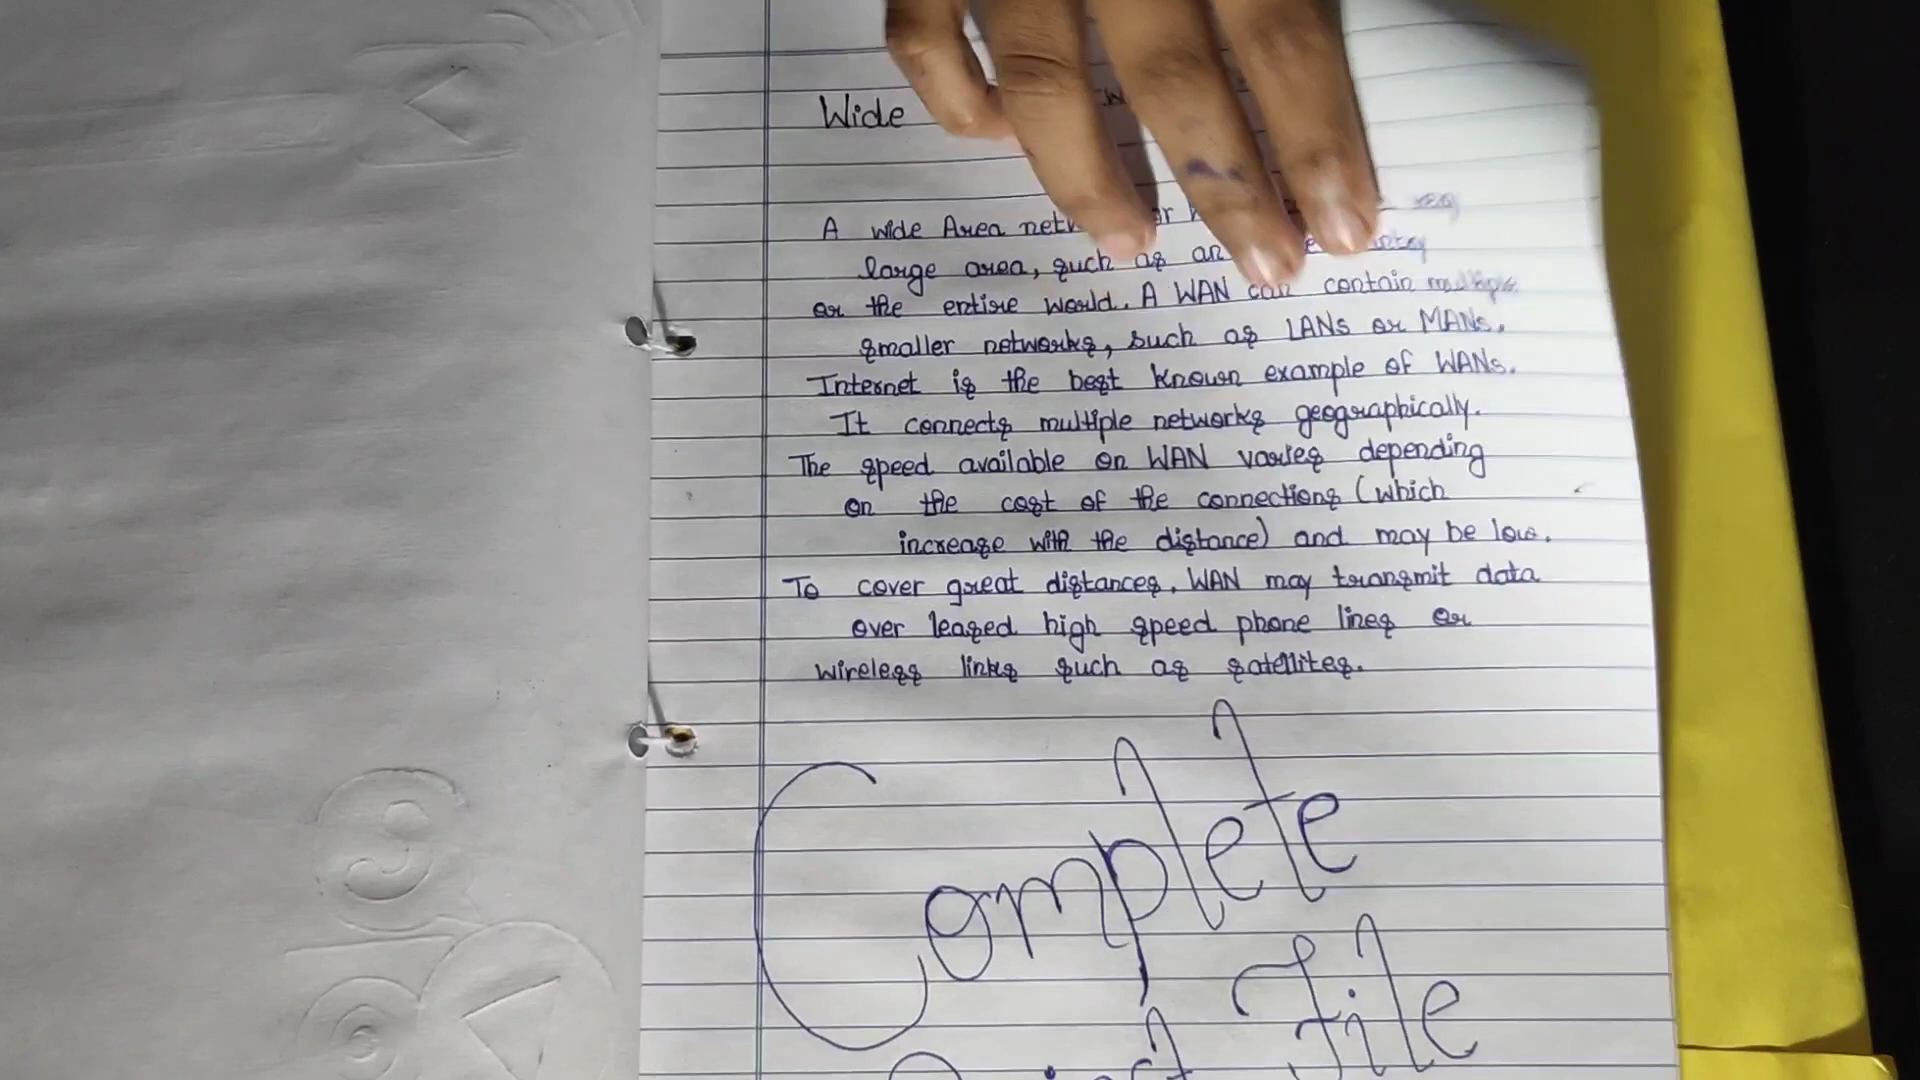 Wide
A wide Area
large area, such as an
or the entire world. A WAN can contain multiple
smaller networks, such as LANs or MANs.
Internet is the best known example of WANs.
It connects multiple networks geographically.
The speed available on WAN varies depending
on the cost of the connections (which
increase with the distance) and may be low.
To cover great distances, WAN may transmit data
over leased high speed phone lines or
wireless links such as satellites.
Complete
File